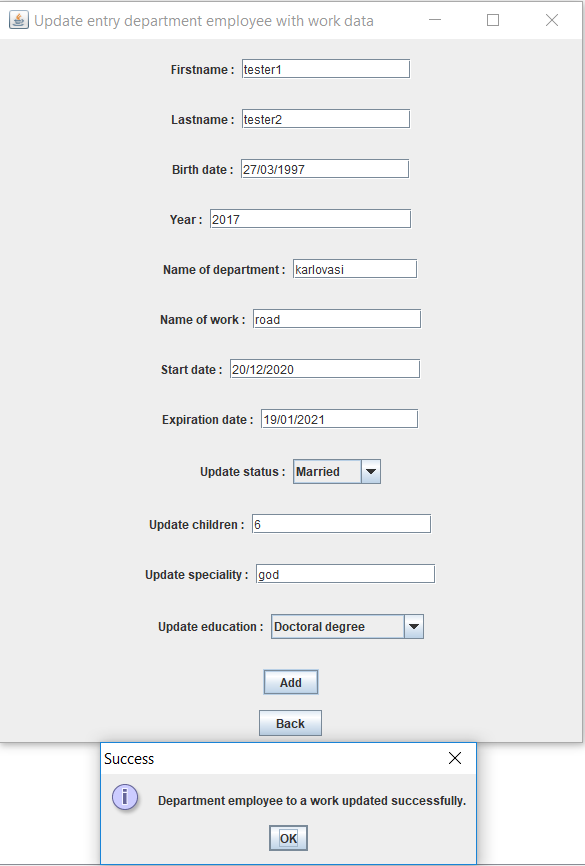 Update entry department employee with work data
Firstname : tester1
Lastname : tester2
Birth date : 27/03/1997
Year : 2017
Name of department : karlovasi
Name of work : road
Start date : 20/12/2020
Expiration date : 19/01/2021
Update status : Married
Update children : 6
Update speciality : god
Update education : Doctoral degree
Add
Back
Success
Department employee to a work updated successfully.
OK